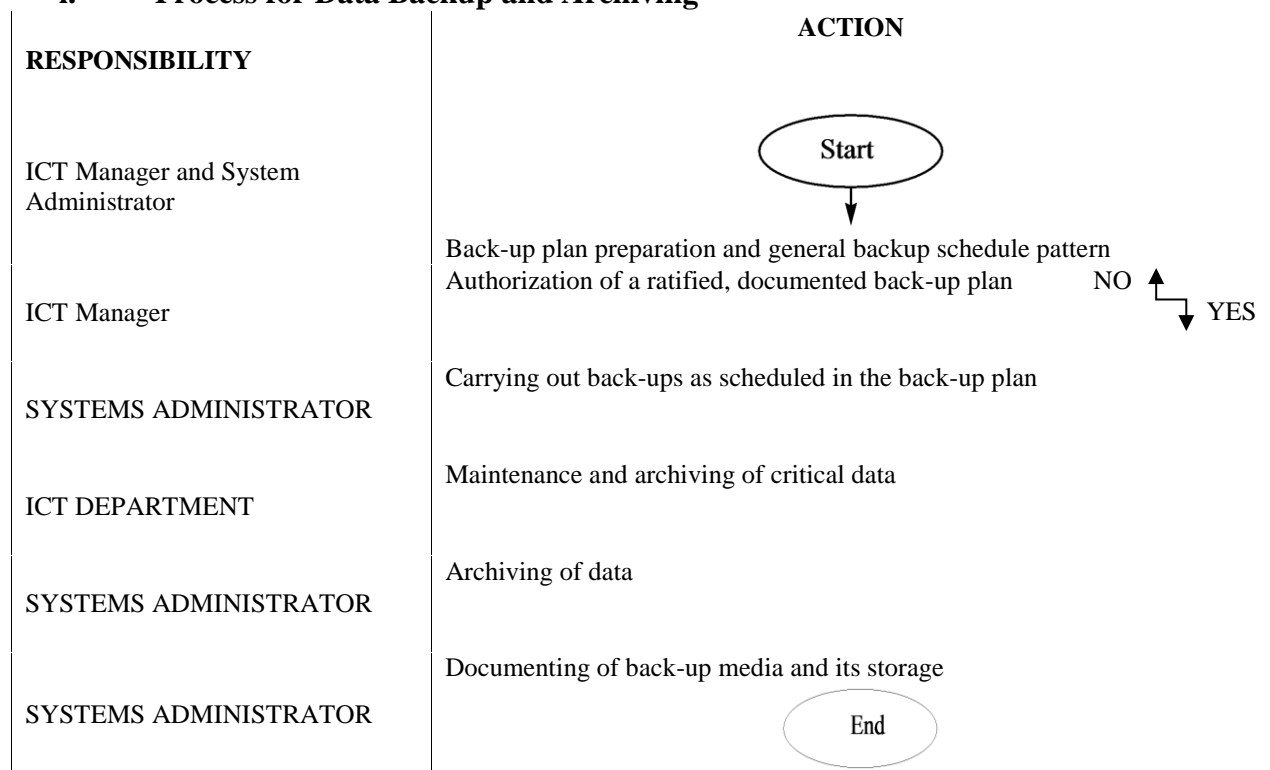 Process for Data Backup and Archiving
RESPONSIBILITY
ACTION
ICT Manager and System
Administrator
Start
Back-up plan preparation and general backup schedule pattern
ICT Manager
Authorization of a ratified, documented back-up plan NO
YES
SYSTEMS ADMINISTRATOR
Carrying out back-ups as scheduled in the back-up plan
ICT DEPARTMENT
Maintenance and archiving of critical data
SYSTEMS ADMINISTRATOR
Archiving of data
SYSTEMS ADMINISTRATOR
Documenting of back-up media and its storage
End